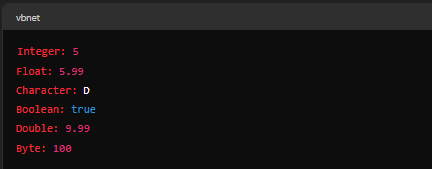 vbnet
Integer: 5
Float: 5.99
Character: D
Boolean: true
Double: 9.99
Byte: 100